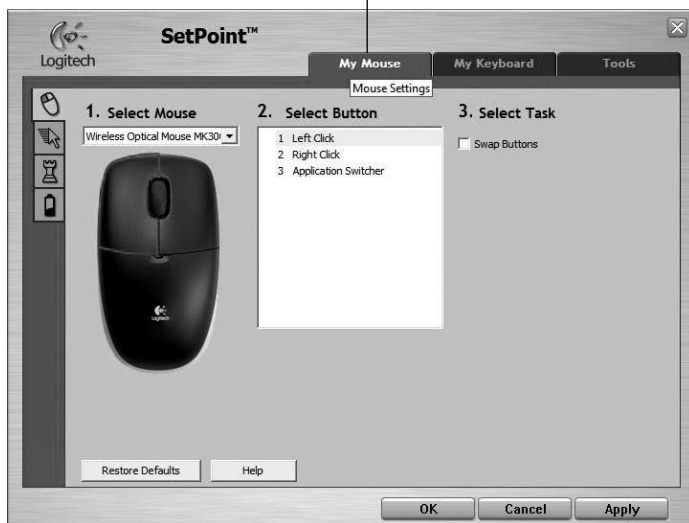 Logitech
SetPoint™
My Mouse
My Keyboard
Tools
Mouse Settings
1. Select Mouse
Wireless Optical Mouse MK30
2. Select Button
1 Left Click
2 Right Click
3 Application Switcher
3. Select Task
Swap Buttons
Logitech
Restore Defaults
Help
OK
Cancel
Apply